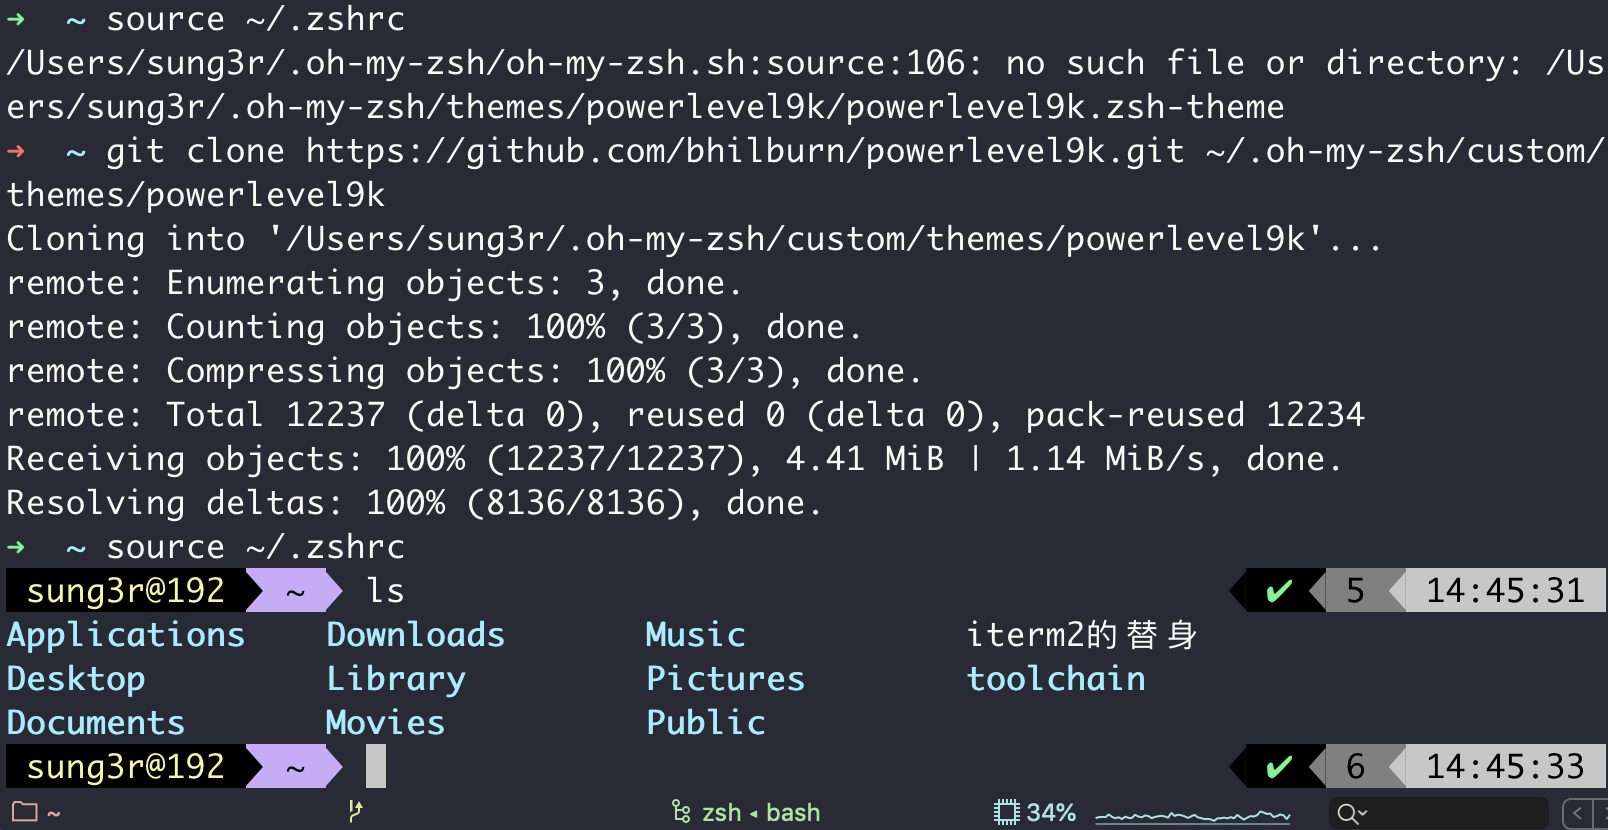 ➜  ~ source ~/.zshrc
/Users/sung3r/.oh-my-zsh/oh-my-zsh.sh:source:106: no such file or directory: /Us
ers/sung3r/.oh-my-zsh/themes/powerlevel9k/powerlevel9k.zsh-theme
➜  ~ git clone https://github.com/bhilburn/powerlevel9k.git ~/.oh-my-zsh/custom/
themes/powerlevel9k
Cloning into '/Users/sung3r/.oh-my-zsh/custom/themes/powerlevel9k'...
remote: Enumerating objects: 3, done.
remote: Counting objects: 100% (3/3), done.
remote: Compressing objects: 100% (3/3), done.
remote: Total 12237 (delta 0), reused 0 (delta 0), pack-reused 12234
Receiving objects: 100% (12237/12237), 4.41 MiB | 1.14 MiB/s, done.
Resolving deltas: 100% (8136/8136), done.
➜  ~ source ~/.zshrc
sung3r@192  ~  ls  ✔  5  14:45:31
Applications  Downloads  Music  iterm2的替身
Desktop  Library  Pictures  toolchain
Documents  Movies  Public
sung3r@192  ~  ✔  6  14:45:33
~  zsh ◂ bash  34%